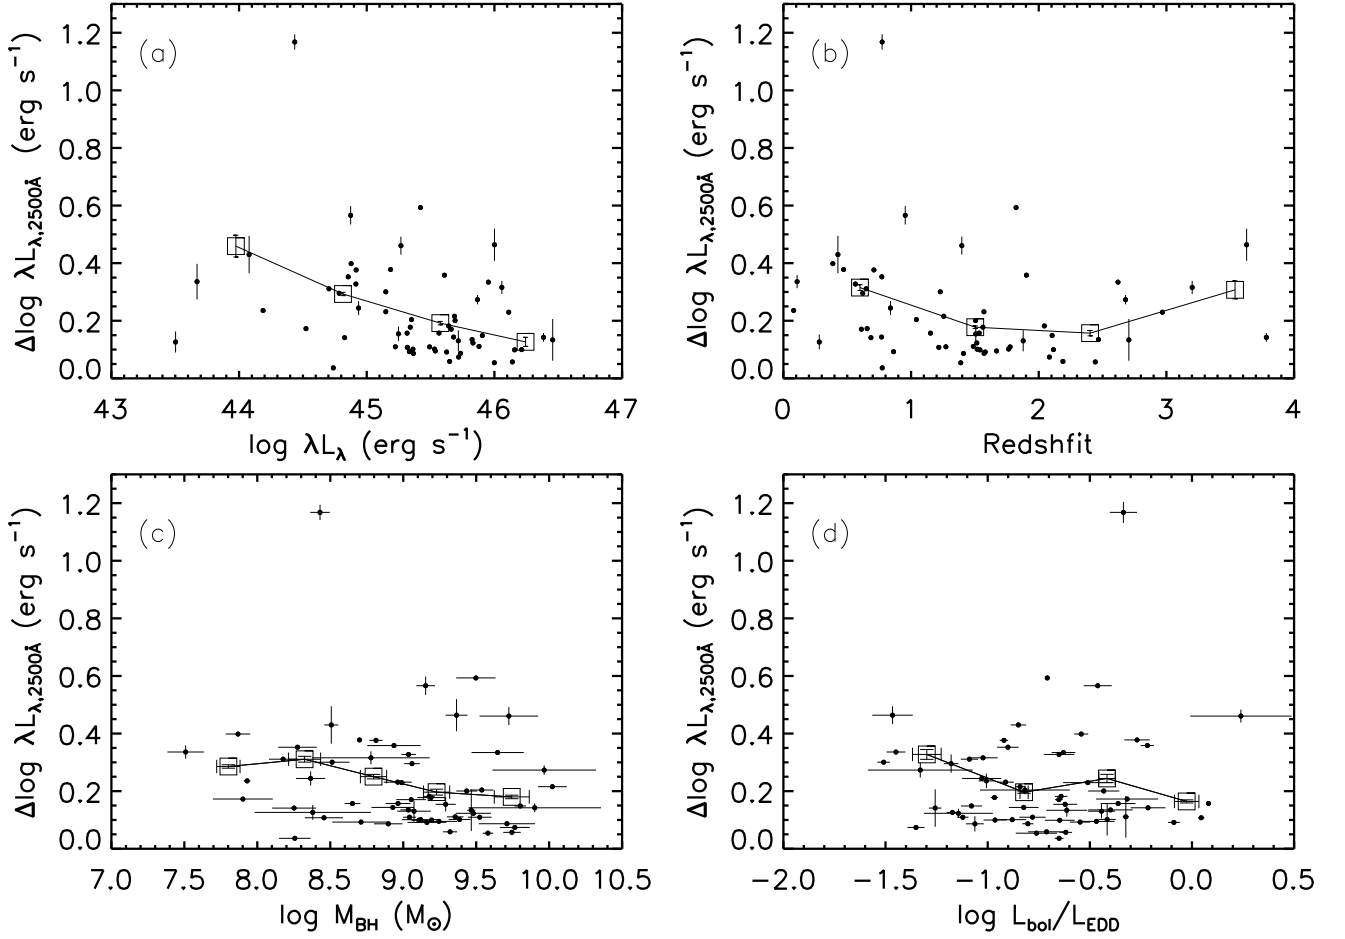 (a)
Δlog λL_λ,2500Å (erg s⁻¹)
1.2
1.0
0.8
0.6
0.4
0.2
0.0
43 44 45 46 47
log λL_λ (erg s⁻¹)
(b)
Δlog λL_λ,2500Å (erg s⁻¹)
1.2
1.0
0.8
0.6
0.4
0.2
0.0
0 1 2 3 4
Redshfit
(c)
Δlog λL_λ,2500Å (erg s⁻¹)
1.2
1.0
0.8
0.6
0.4
0.2
0.0
7.0 7.5 8.0 8.5 9.0 9.5 10.0 10.5
log M_BH (M_⊙)
(d)
Δlog λL_λ,2500Å (erg s⁻¹)
1.2
1.0
0.8
0.6
0.4
0.2
0.0
-2.0 -1.5 -1.0 -0.5 0.0 0.5
log L_bol/L_EDD